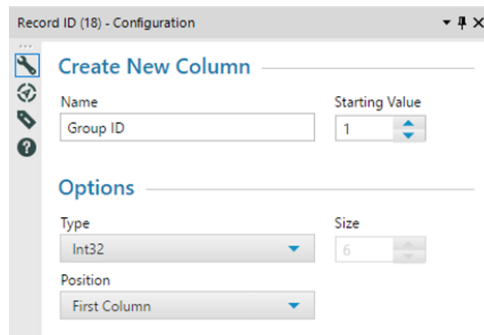 Record ID (18) - Configuration
Create New Column
Name
Starting Value
Group ID
1
Options
Type
Size
Int32
6
Position
First Column